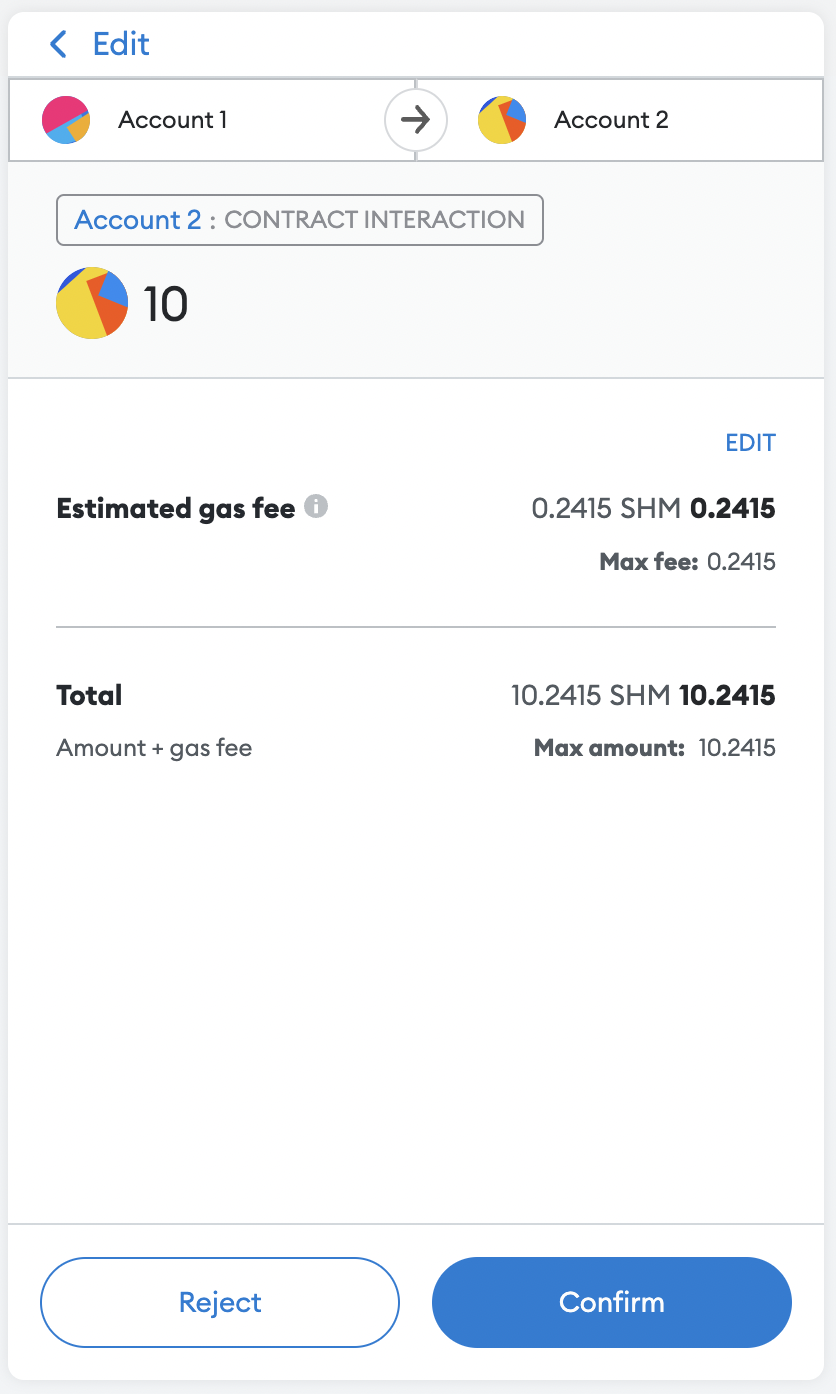 Edit
Account 1 Account 2
Account 2 : CONTRACT INTERACTION
10
EDIT
Estimated gas fee 0.2415 SHM 0.2415
Max fee: 0.2415
Total 10.2415 SHM 10.2415
Amount + gas fee Max amount: 10.2415
Reject Confirm